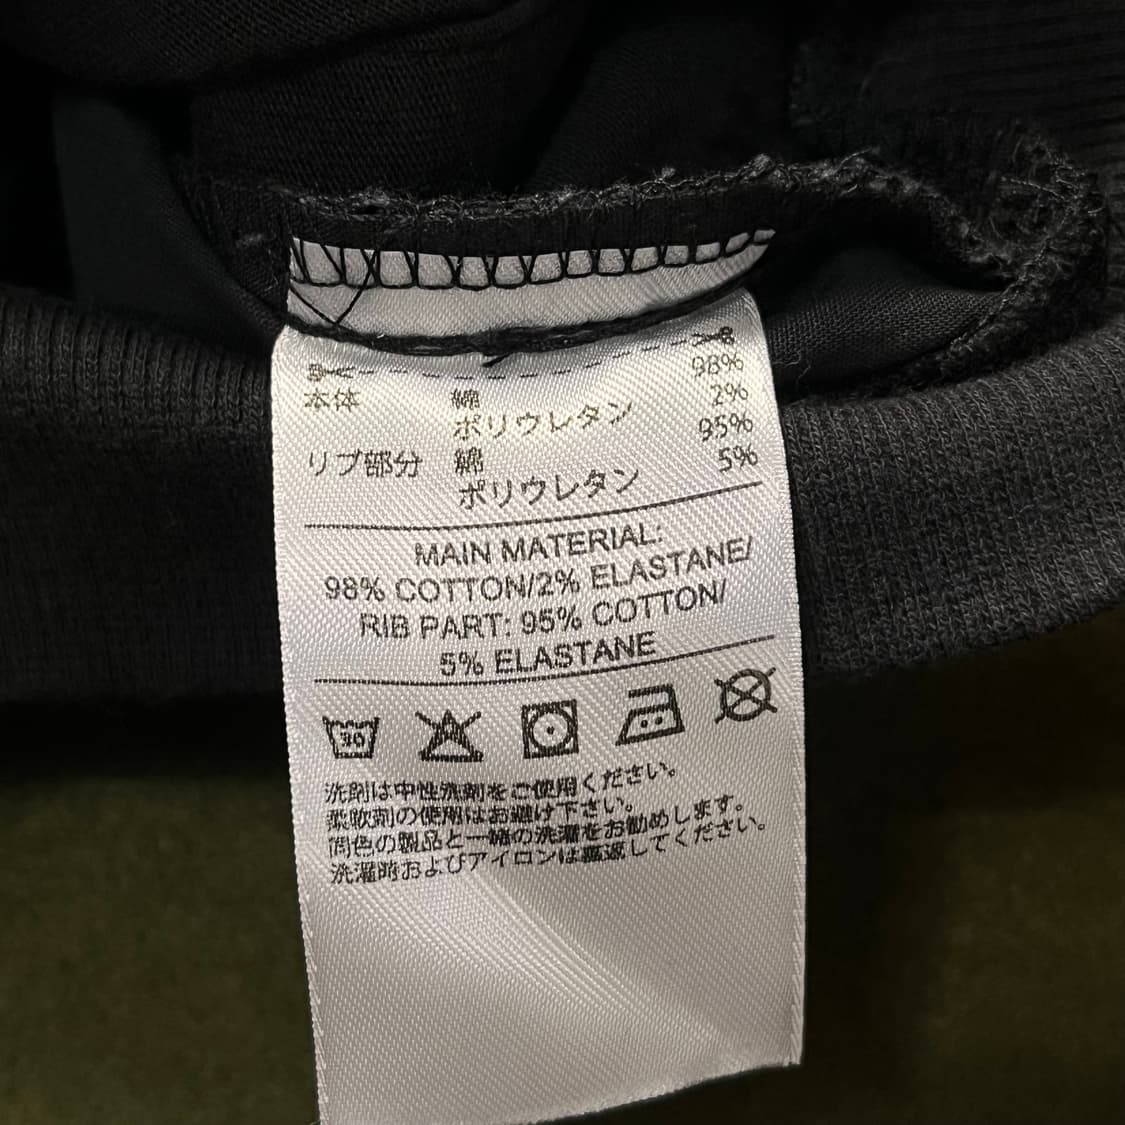 本体 綿 98%
ポリウレタン 2%
リブ部分 綿 95%
ポリウレタン 5%
MAIN MATERIAL:
98% COTTON/2% ELASTANE/
RIB PART: 95% COTTON/
5% ELASTANE
30
洗剤は中性洗剤をご使用ください。
柔軟剤の使用はお避け下さい。
同色の製品と一緒の洗濯をお勧めします。
洗濯時およびアイロンは裏返してください。